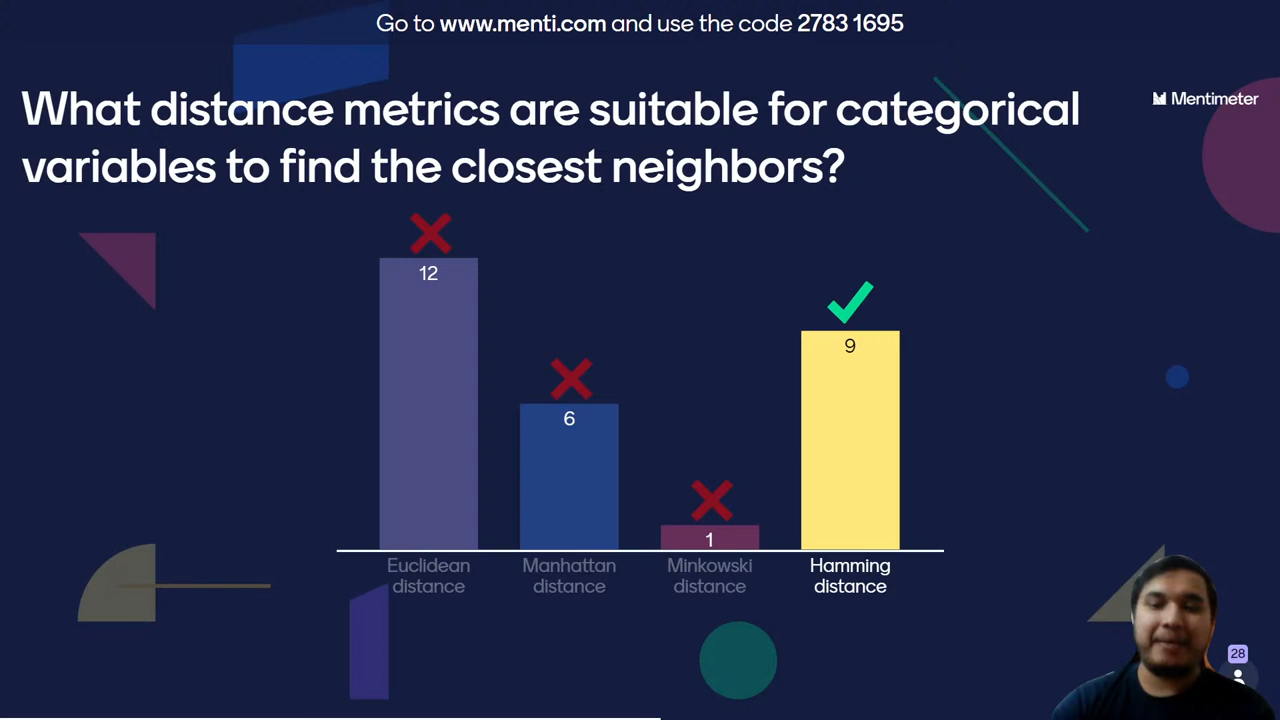 Go to www.menti.com and use the code 2783 1695
What distance metrics are suitable for categorical
variables to find the closest neighbors?
Mentimeter
12
6
1
9
Euclidean
distance
Manhattan
distance
Minkowski
distance
Hamming
distance
28